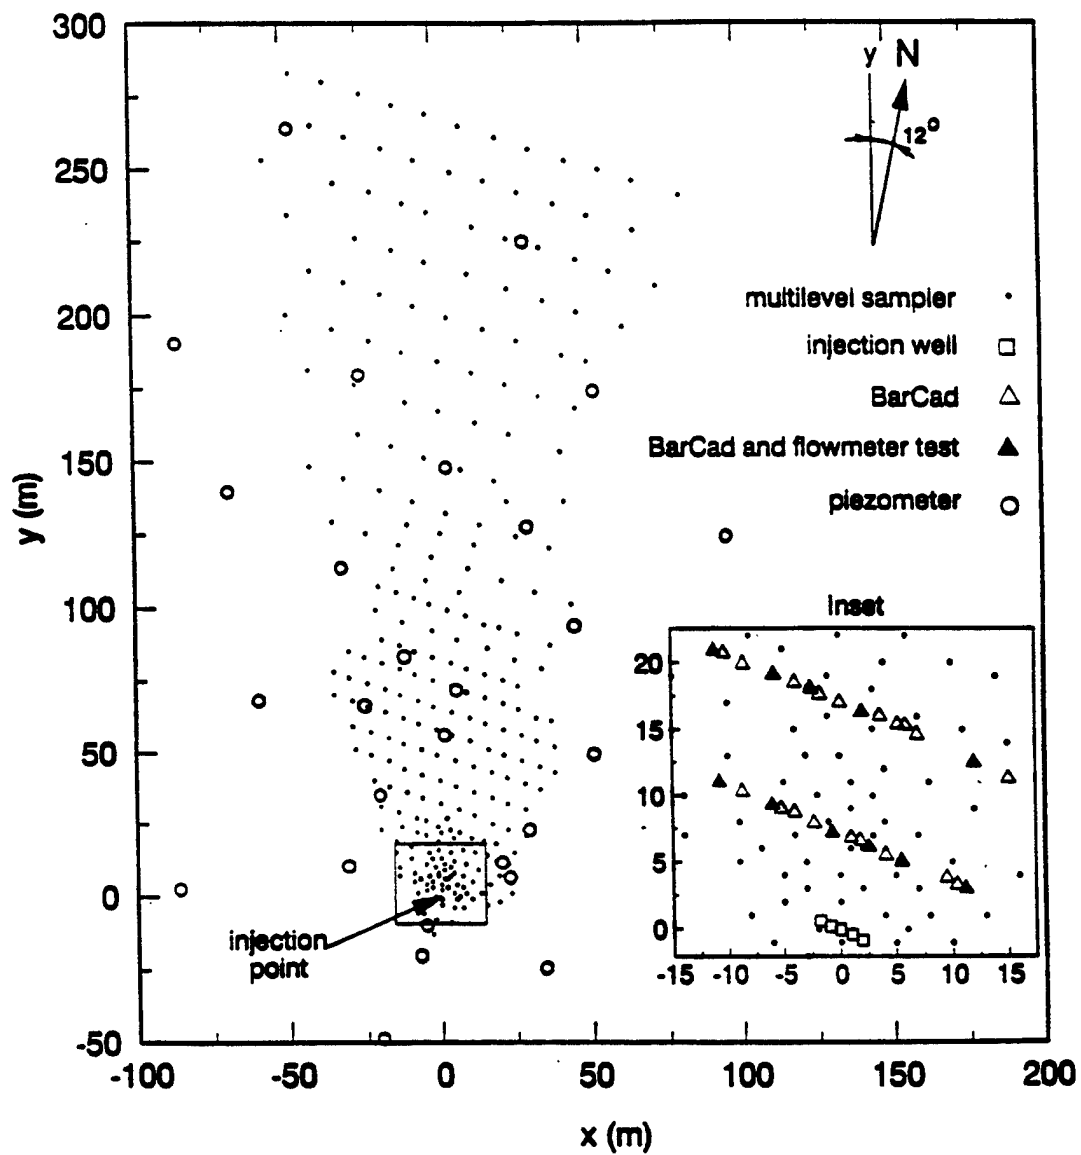 300
250
200
150
100
50
0
-50
y (m)
-100
-50
0
50
100
150
200
x (m)
y N
12°
multilevel sampler
injection well
BarCad
BarCad and flowmeter test
piezometer
injection
point
Inset
20
15
10
5
0
-15
-10
-5
0
5
10
15